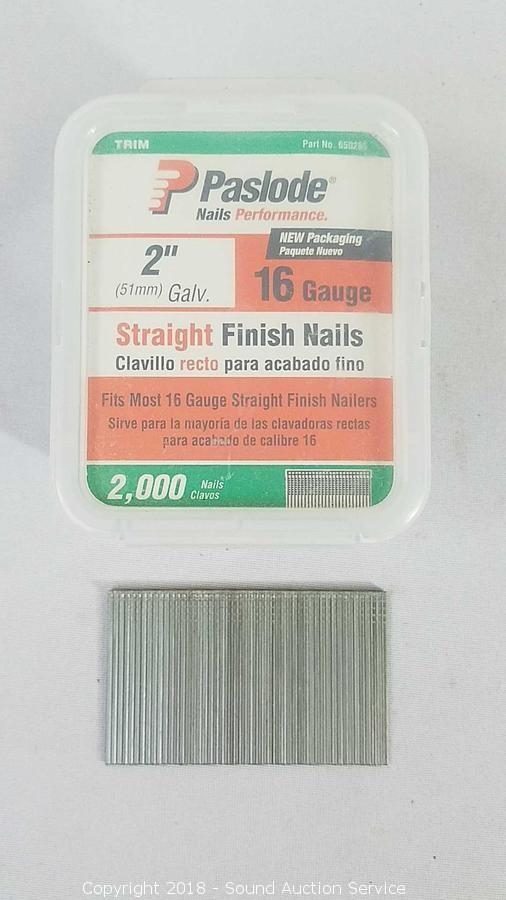 TRIM
Part No. 650286
Paslode®
Nails Performance.
NEW Packaging
Paquete Nuevo
2"
(51mm) Galv.
16 Gauge
Straight Finish Nails
Clavillo recto para acabado fino
Fits Most 16 Gauge Straight Finish Nailers
Sirve para la mayoría de las clavadoras rectas
para acabado de calibre 16
2,000 Nails
Clavos
Copyright 2018 - Sound Auction Service